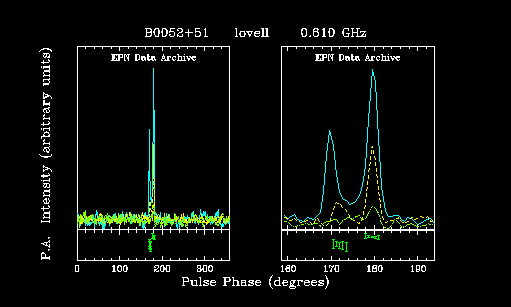 B0052+51 lovell 0.610 GHz
EPN Data Archive EPN Data Archive
P.A. Intensity (arbitrary units)
0 100 200 300 160 170 180 190
Pulse Phase (degrees)